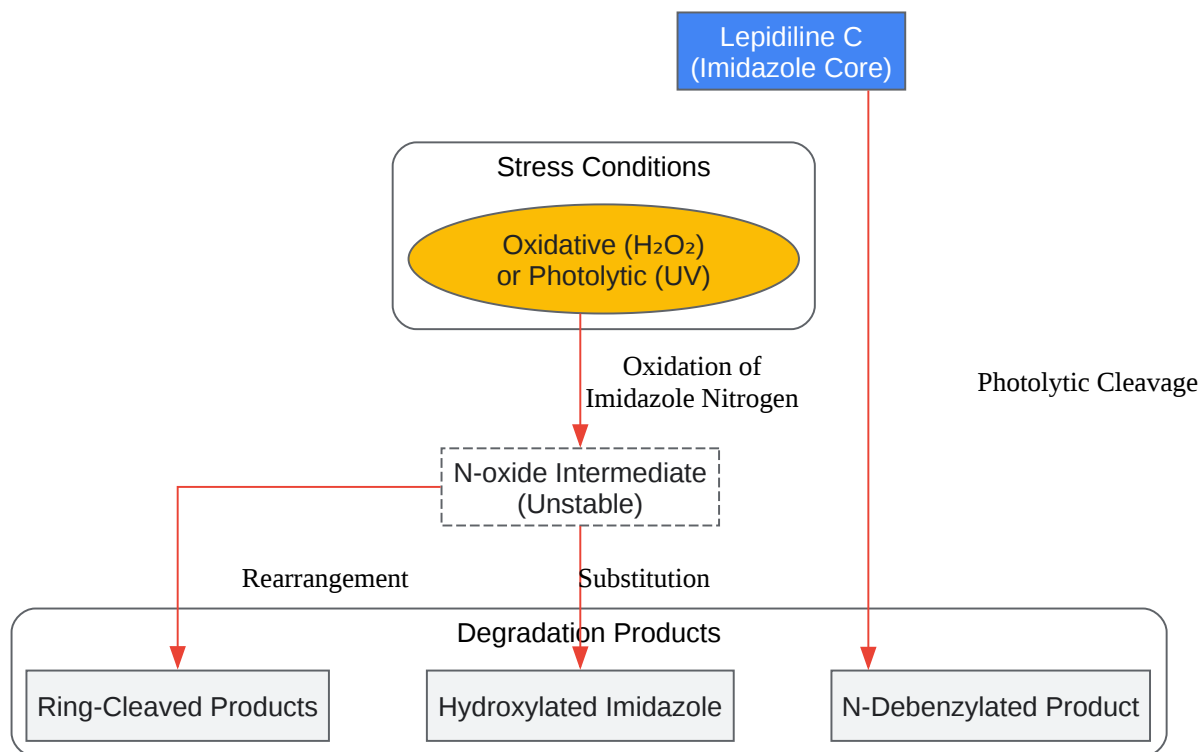 Lepidiline C
(Imidazole Core)
Stress Conditions
Oxidative (H₂O₂)
or Photolytic (UV)
Oxidation of
Imidazole Nitrogen
Photolytic Cleavage
N-oxide Intermediate
(Unstable)
Rearrangement
Substitution
Degradation Products
Ring-Cleaved Products
Hydroxylated Imidazole
N-Debenzylated Product